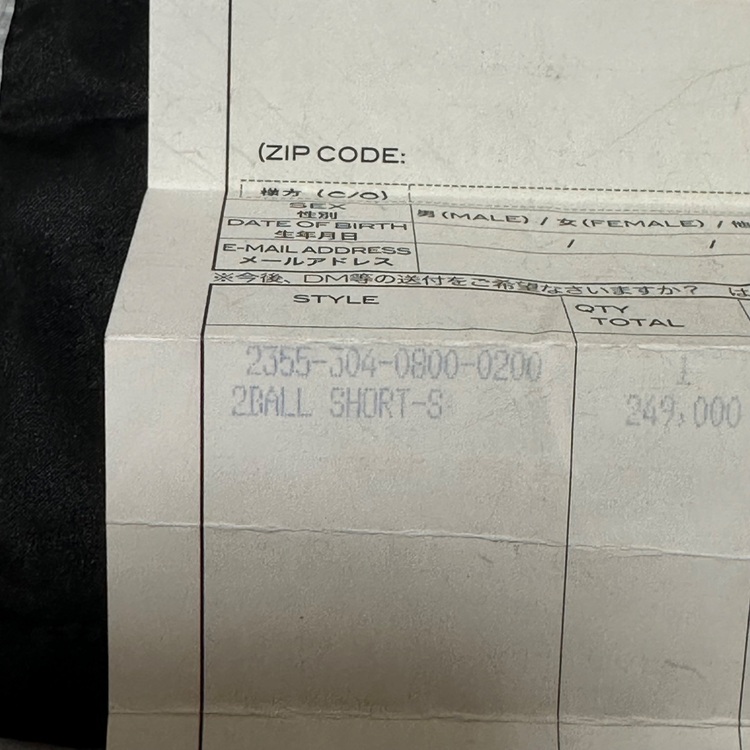 (ZIP CODE:
様方 (C/O)
SEX
性別
男(MALE) / 女(FEMALE) / 他
DATE OF BIRTH
生年月日
/ /
E-MAIL ADDRESS
メールアドレス
※今後、DM等の送付をご希望なさいますか? は
STYLE
QTY
TOTAL
2355-304-0800-0200
1
2BALL SHORT-S
249,000